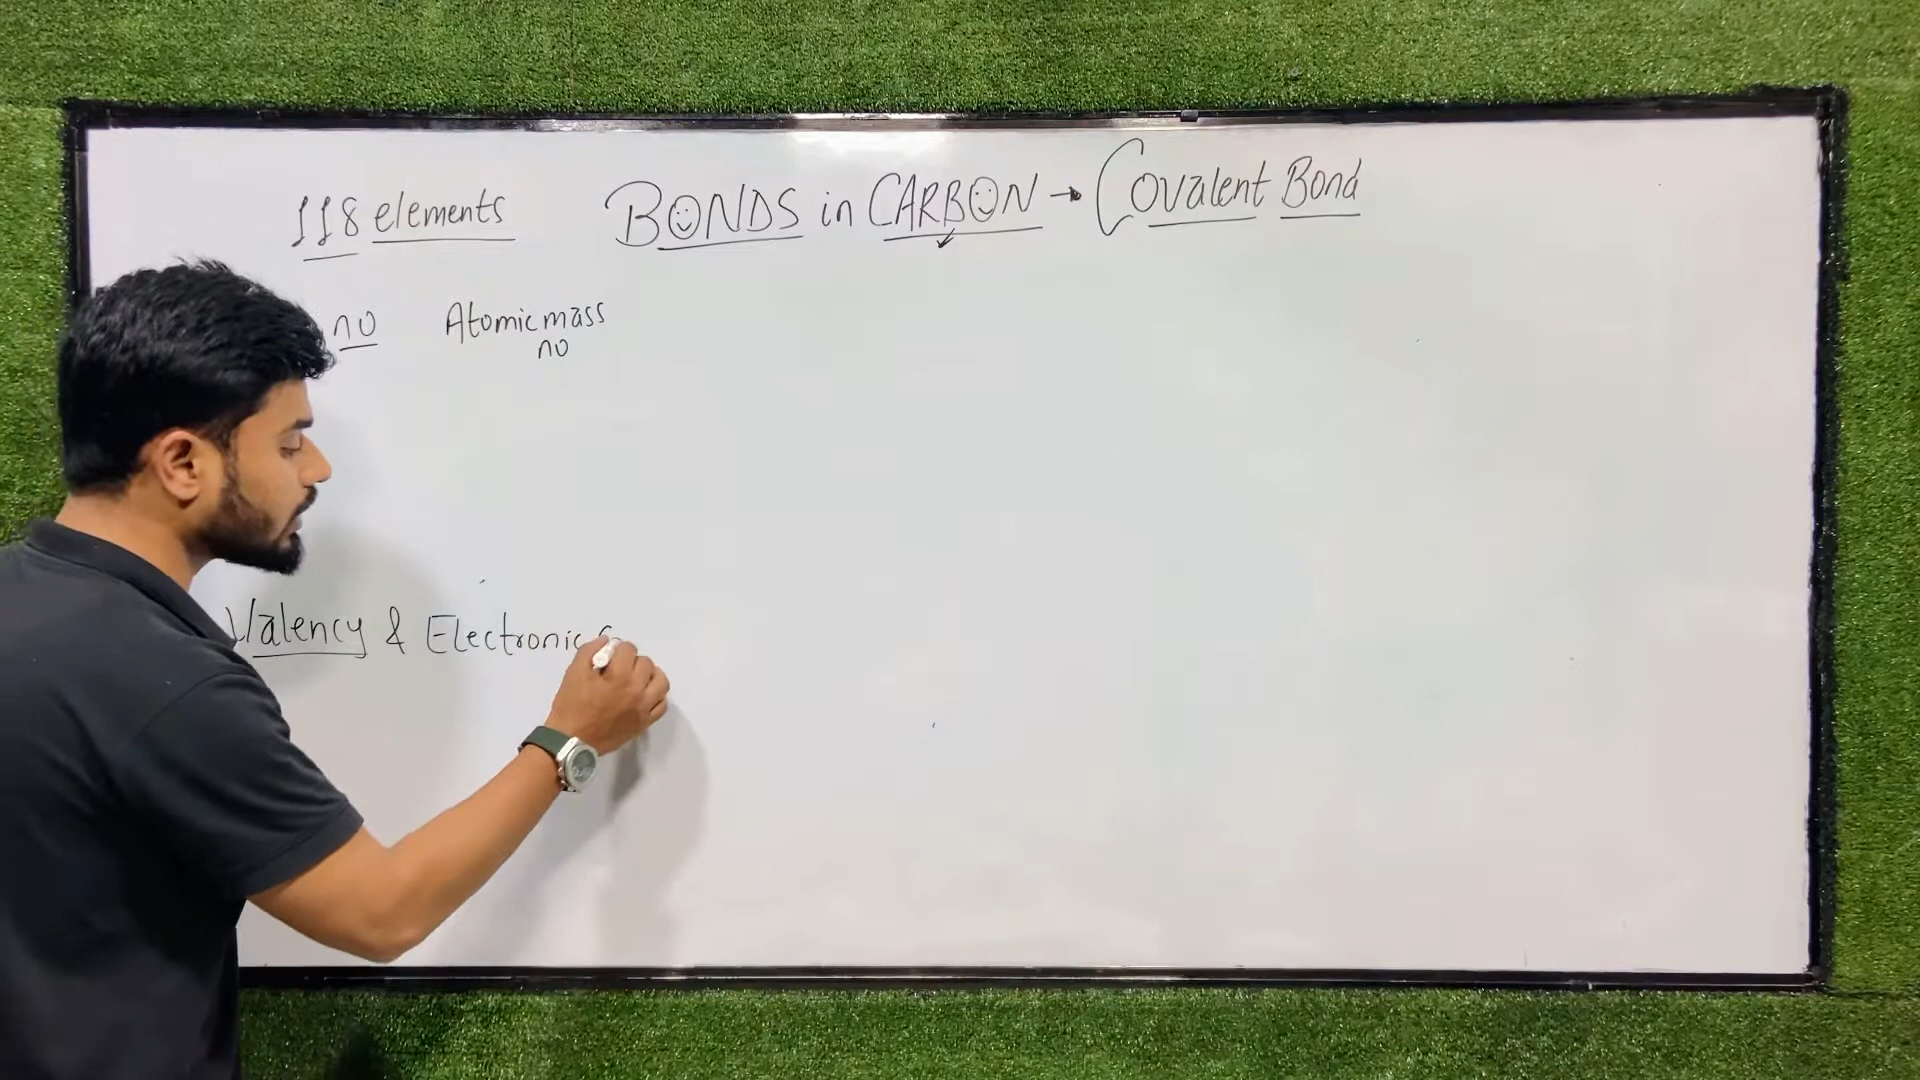 118 elements BONDS in CARBON → Covalent Bond
no Atomic mass
no
Valency & Electronic